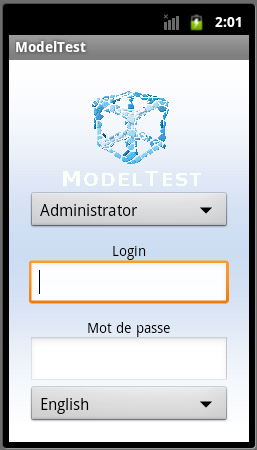 2:01
ModelTest
MODELTEST
Administrator
Login
Mot de passe
English